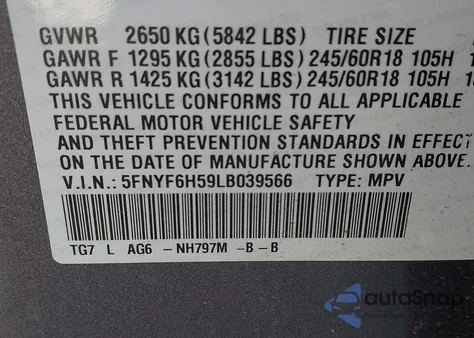 GVWR 2650 KG (5842 LBS) TIRE SIZE
GAWR F 1295 KG (2855 LBS) 245/60R18 105H
GAWR R 1425 KG (3142 LBS) 245/60R18 105H
THIS VEHICLE CONFORMS TO ALL APPLICABLE
FEDERAL MOTOR VEHICLE SAFETY
AND THEFT PREVENTION STANDARDS IN EFFECT
ON THE DATE OF MANUFACTURE SHOWN ABOVE.
V.I.N.: 5FNYF6H59LB039566 TYPE: MPV
TG7 L AG6 -NH797M -B-B
autoSnap